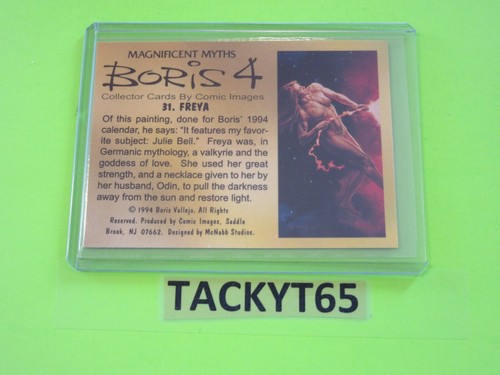 MAGNIFICENT MYTHS
BORIS 4
Collector Cards By Comic Images
31. FREYA
Of this painting, done for Boris' 1994
calendar, he says: "It features my favor-
ite subject: Julie Bell." Freya was, in
Germanic mythology, a valkyrie and the
goddess of love. She used her great
strength, and a necklace given to her by
her husband, Odin, to pull the darkness
away from the sun and restore light.
© 1994 Boris Vallejo. All Rights
Reserved. Produced by Comic Images, Saddle
Brook, NJ 07662. Designed by McNabb Studios.
TACKYT65